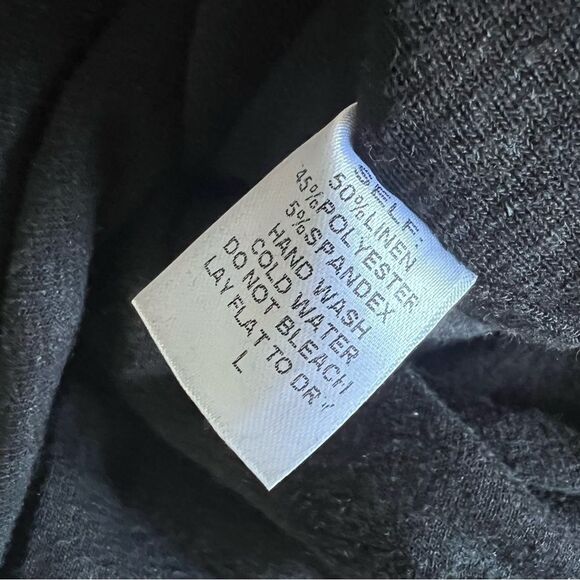 SELF:
50%LINEN
45%POLYESTER
5%SPANDEX
HAND WASH
COLD WATER
DO NOT BLEACH
LAY FLAT TO DRY
L